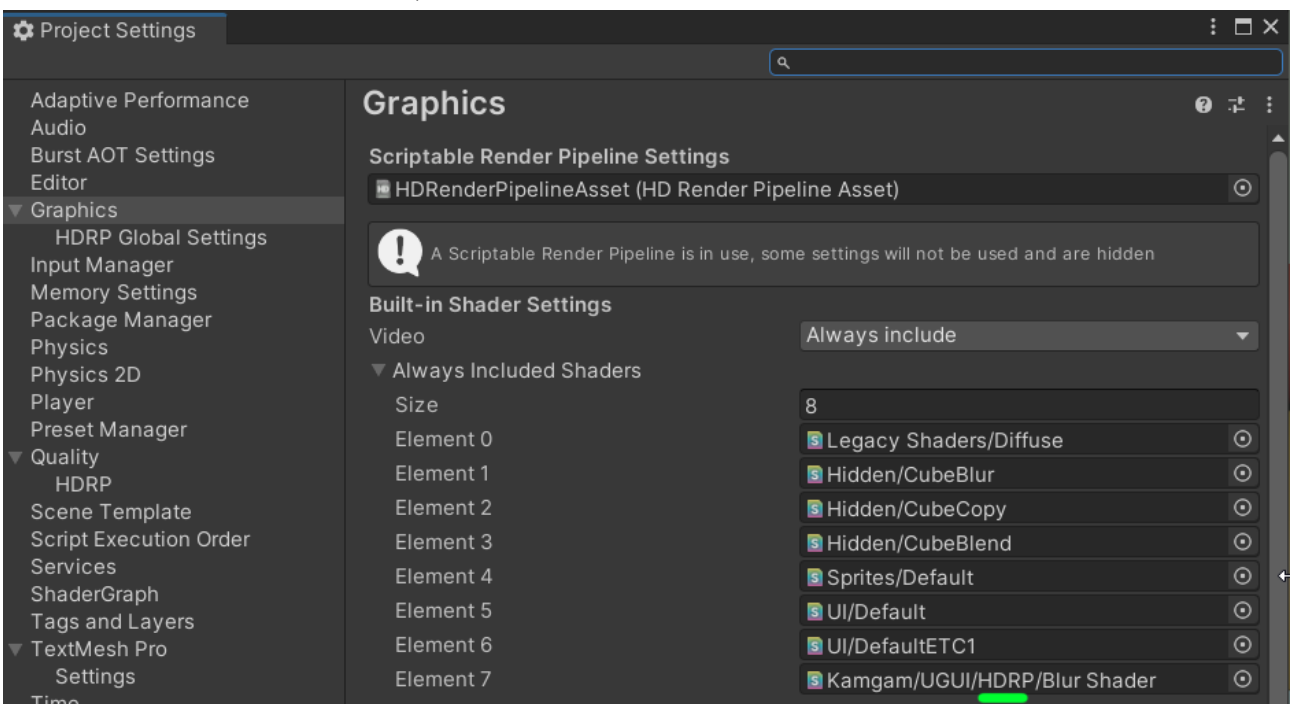 Project Settings
Adaptive Performance
Audio
Burst AOT Settings
Editor
Graphics
HDRP Global Settings
Input Manager
Memory Settings
Package Manager
Physics
Physics 2D
Player
Preset Manager
Quality
HDRP
Scene Template
Script Execution Order
Services
ShaderGraph
Tags and Layers
TextMesh Pro
Settings
Time
Graphics
Scriptable Render Pipeline Settings
HDRenderPipelineAsset (HD Render Pipeline Asset)
A Scriptable Render Pipeline is in use, some settings will not be used and are hidden
Built-in Shader Settings
Video Always include
Always Included Shaders
Size 8
Element 0 Legacy Shaders/Diffuse
Element 1 Hidden/CubeBlur
Element 2 Hidden/CubeCopy
Element 3 Hidden/CubeBlend
Element 4 Sprites/Default
Element 5 UI/Default
Element 6 UI/DefaultETC1
Element 7 Kamgam/UGUI/HDRP/Blur Shader